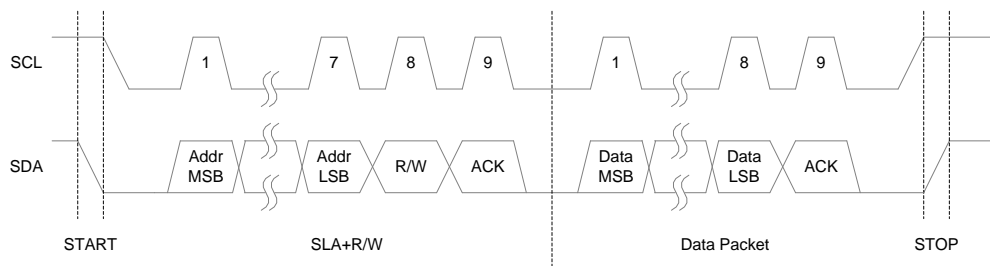 SCL
1
7
8
9
1
8
9
SDA
Addr
MSB
Addr
LSB
R/W
ACK
Data
MSB
Data
LSB
ACK
START
SLA+R/W
Data Packet
STOP